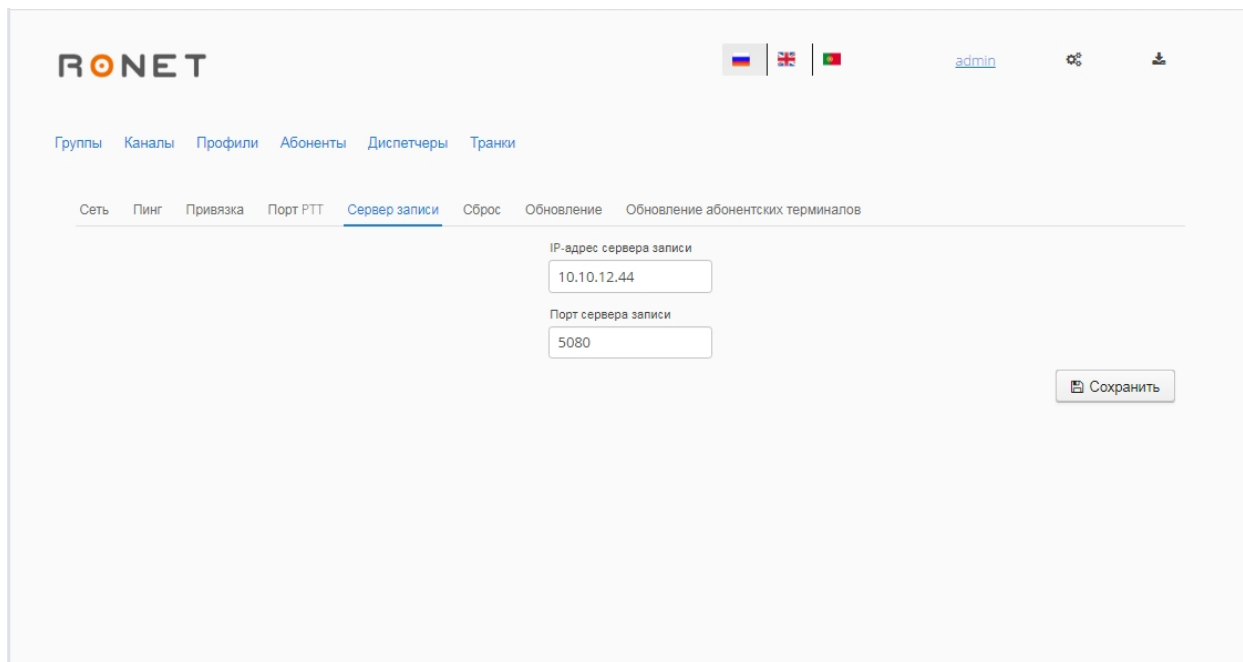 RONET
admin
Группы Каналы Профили Абоненты Диспетчеры Транки
Сеть Пинг Привязка Порт РТТ Сервер записи Сброс Обновление Обновление абонентских терминалов
IP-адрес сервера записи
10.10.12.44
Порт сервера записи
5080
Сохранить